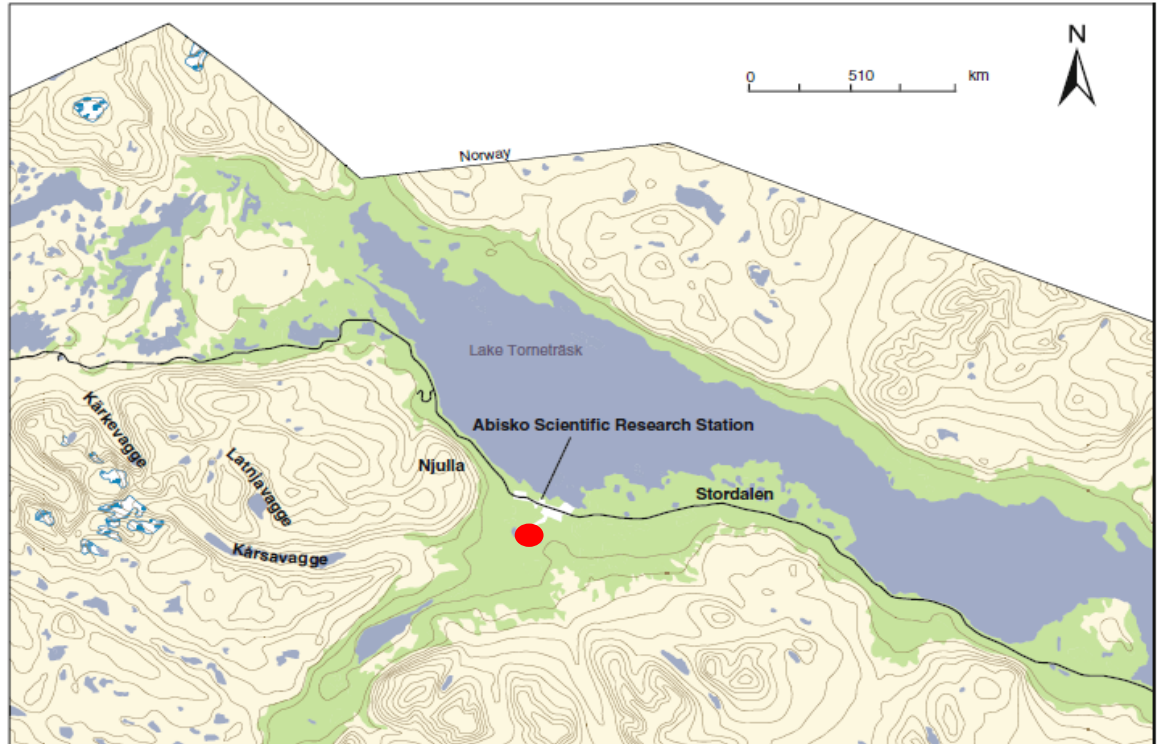 N
0 510 km
Norway
Lake Torneträsk
Abisko Scientific Research Station
Kärkevagge
Latnjavagge
Njulla
Stordalen
Kårsavagge